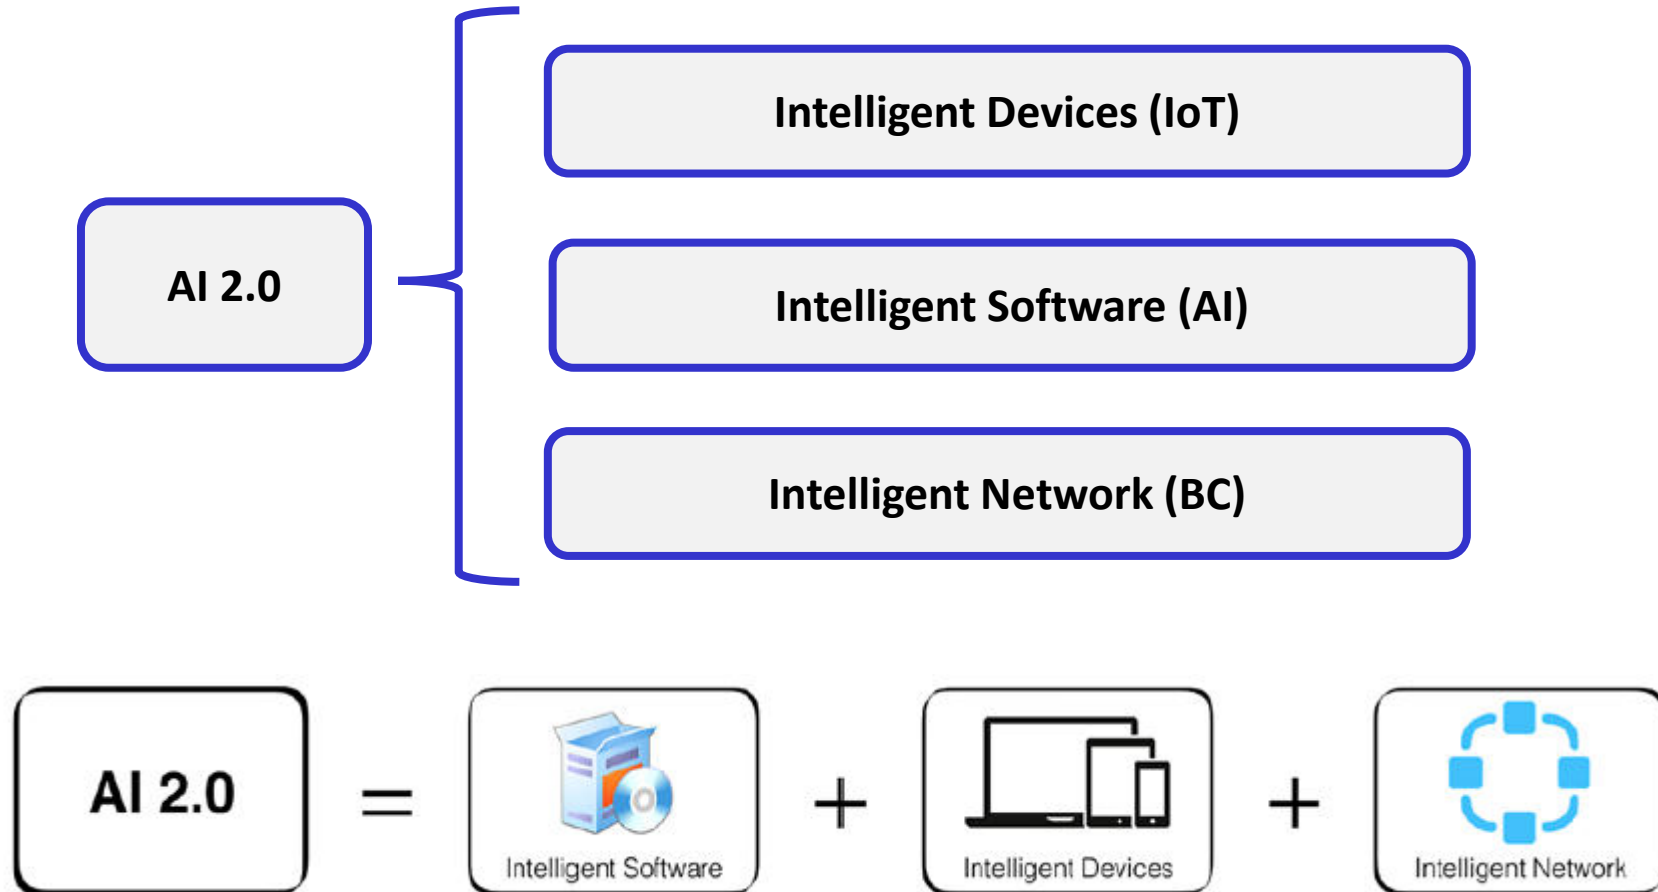 Intelligent Devices (IoT)
AI 2.0
Intelligent Software (AI)
Intelligent Network (BC)
AI 2.0
=
+
+
Intelligent Software
Intelligent Devices
Intelligent Network